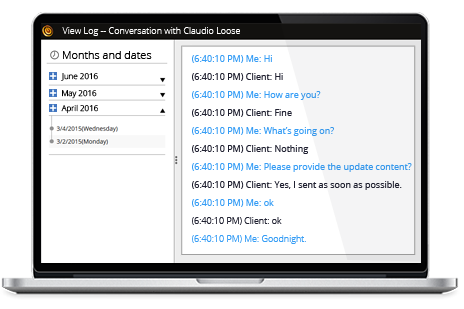 View Log -- Conversation with Claudio Loose
Months and dates
June 2016
May 2016
April 2016
3/4/2015(Wednesday)
3/2/2015(Monday)
(6:40:10 PM) Me: Hi
(6:40:10 PM) Client: Hi
(6:40:10 PM) Me: How are you?
(6:40:10 PM) Client: Fine
(6:40:10 PM) Me: What's going on?
(6:40:10 PM) Client: Nothing
(6:40:10 PM) Me: Please provide the update content?
(6:40:10 PM) Client: Yes, I sent as soon as possible.
(6:40:10 PM) Me: ok
(6:40:10 PM) Client: ok
(6:40:10 PM) Me: Goodnight.